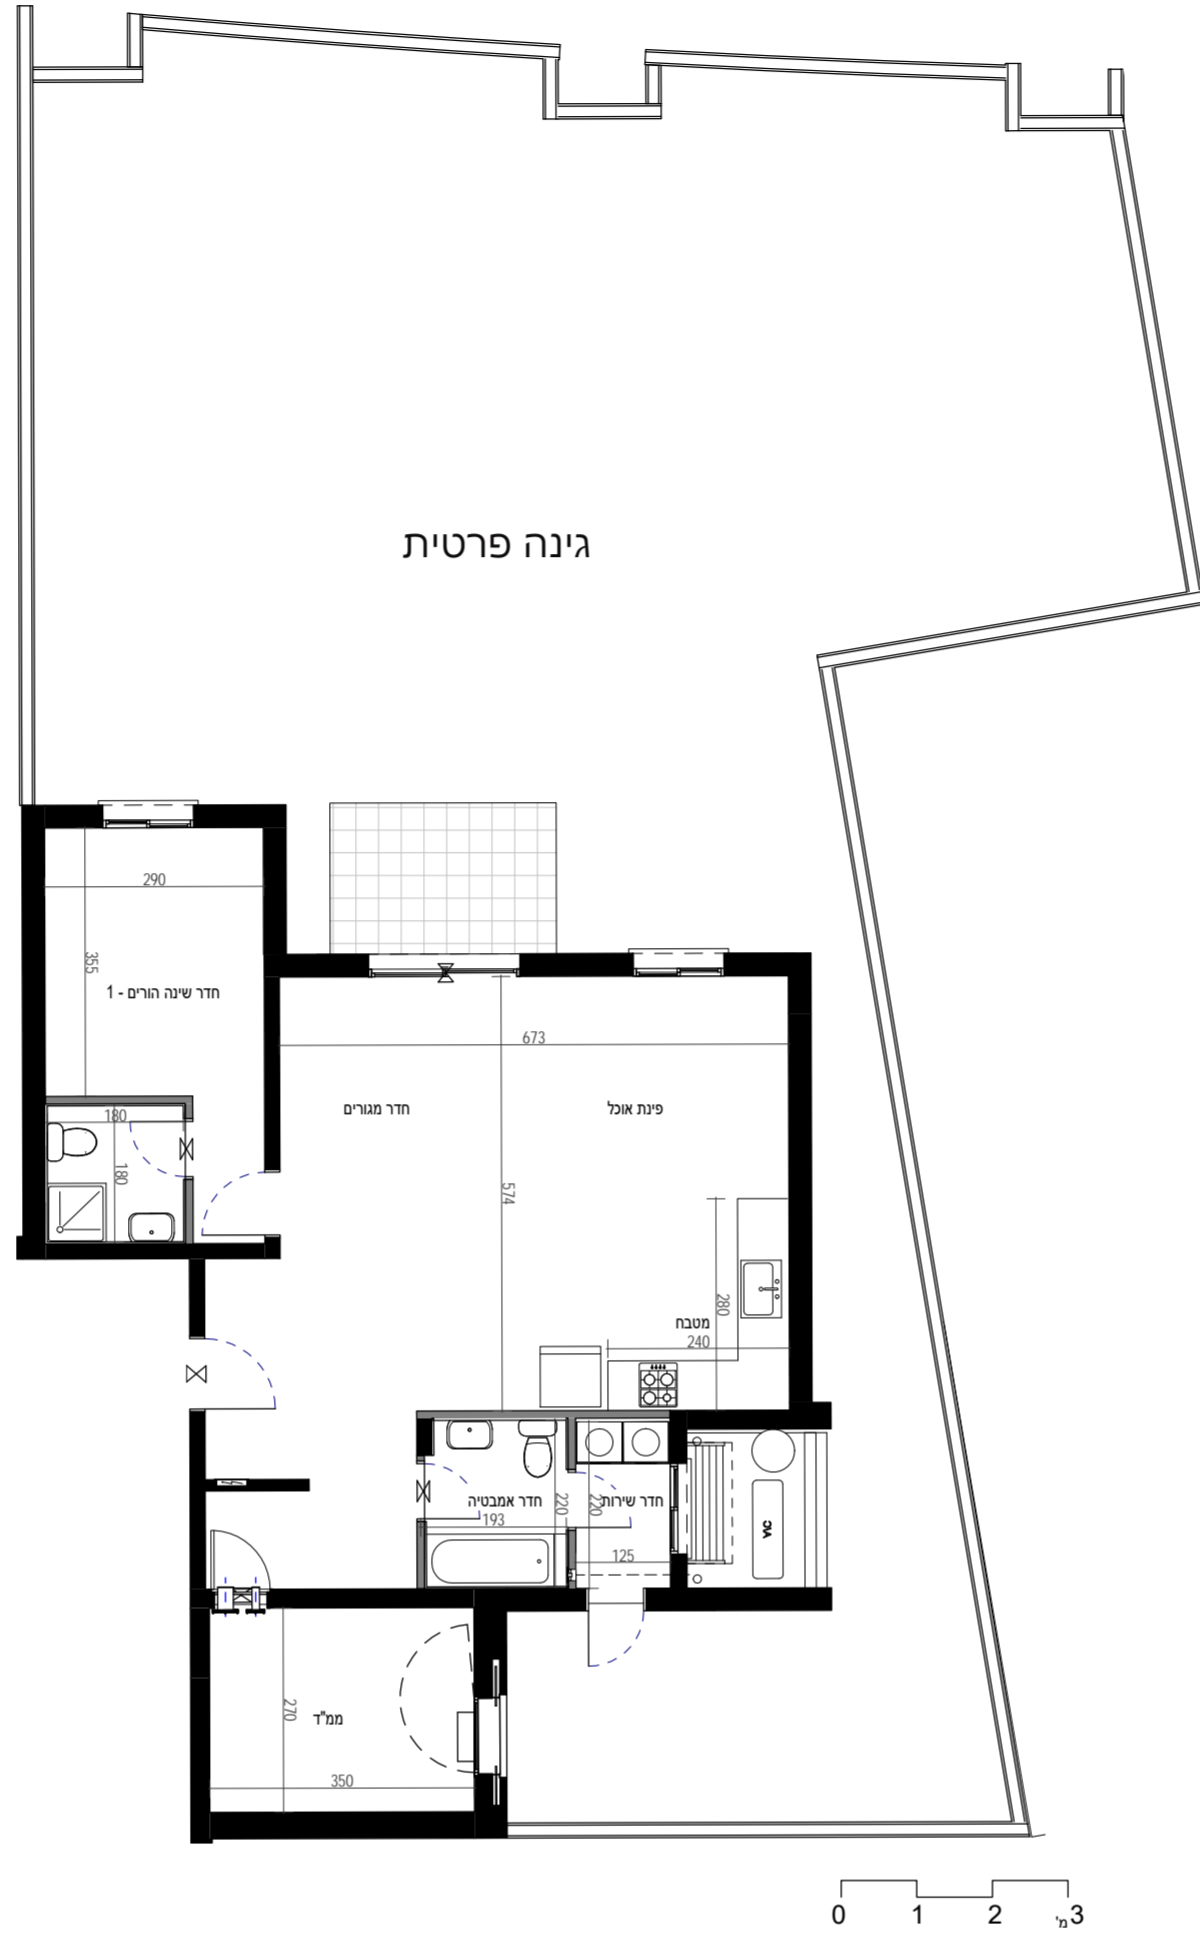 גינה פרטית
290
355
חדר שינה הורים - 1
180
180
673
חדר מגורים
פינת אוכל
574
280
מטבח
240
חדר אמבטיה
193
220
220
חדר שירות
125
A/C
270
ממ"ד
350
0 1 2 3 מ'